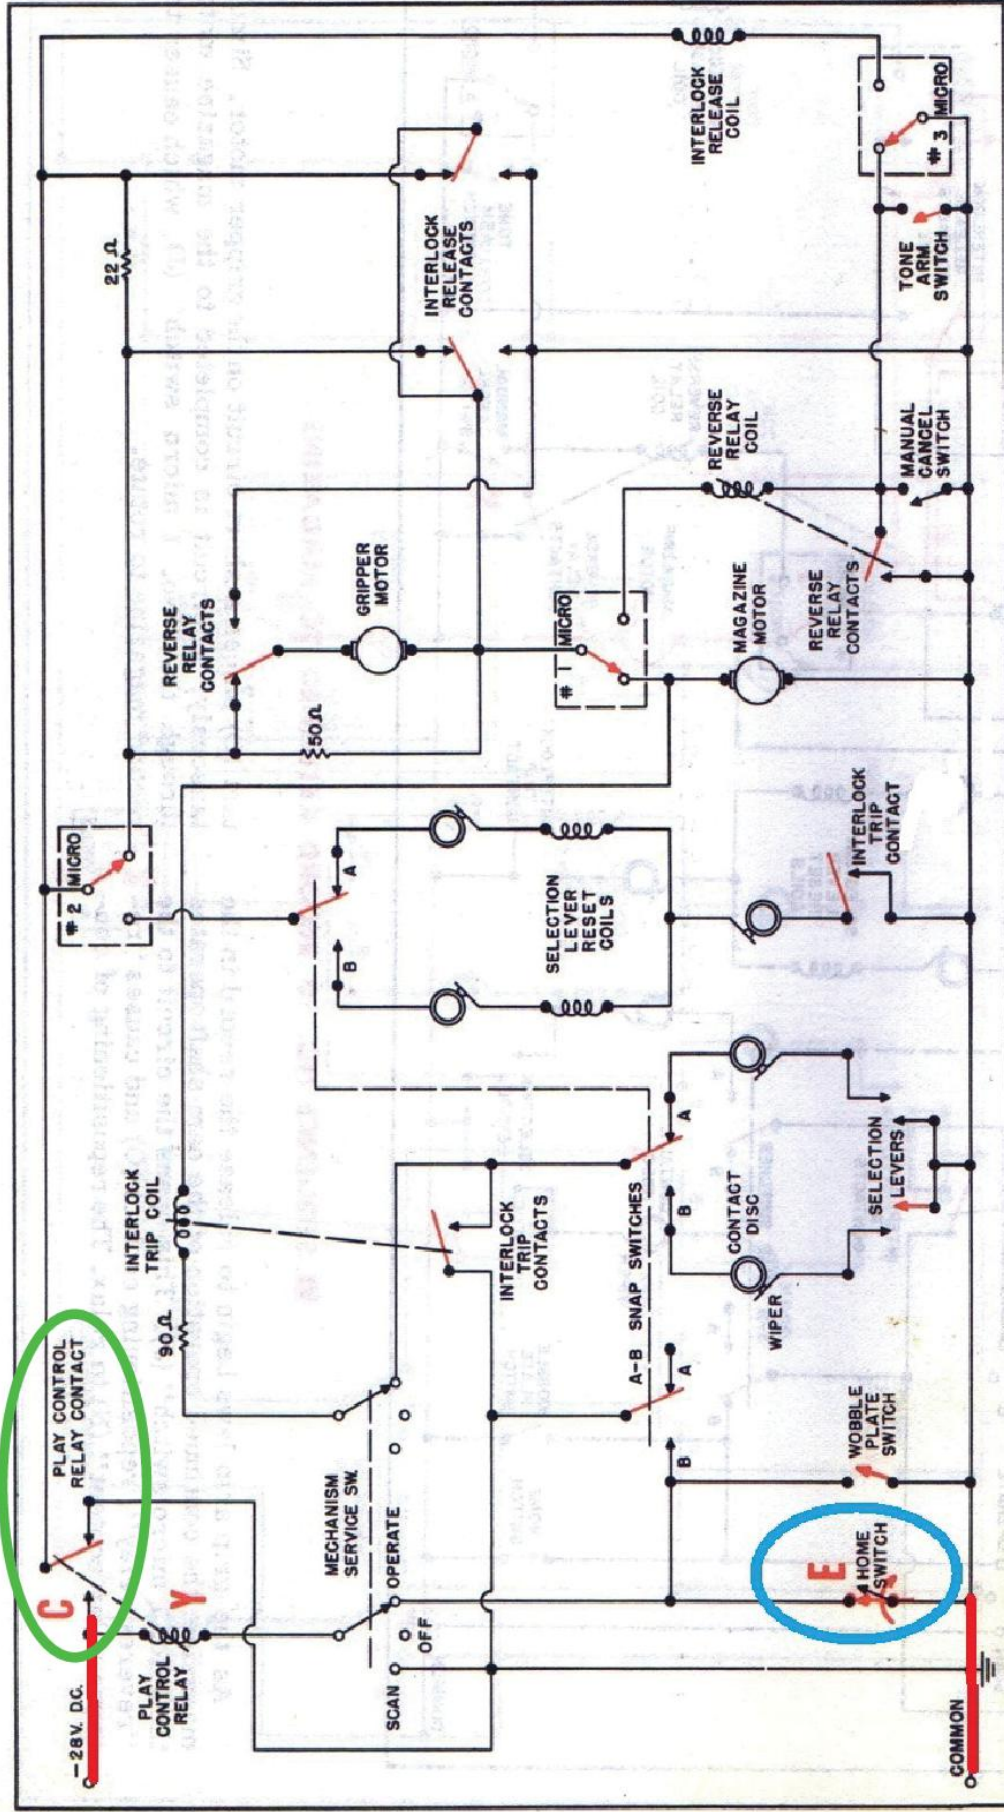 -28V. D.C.
C
PLAY CONTROL
RELAY CONTACT
PLAY
CONTROL
RELAY
Y
# 2 MICRO
22 Ω
INTERLOCK
TRIP COIL
90Ω
REVERSE
RELAY
CONTACTS
GRIPPER
MOTOR
50Ω
INTERLOCK
RELEASE
CONTACTS
MECHANISM
SERVICE SW.
SCAN
OFF
OPERATE
INTERLOCK
TRIP
CONTACTS
B
A
SELECTION
LEVER
RESET
COILS
# 1 MICRO
A-B SNAP SWITCHES
B
A
B
A
CONTACT
DISC
WIPER
MAGAZINE
MOTOR
REVERSE
RELAY
COIL
INTERLOCK
RELEASE
COIL
REVERSE
RELAY
CONTACTS
E
HOME
SWITCH
WOBBLE
PLATE
SWITCH
SELECTION
LEVERS
INTERLOCK
TRIP
CONTACT
MANUAL
CANCEL
SWITCH
TONE
ARM
SWITCH
# 3 MICRO
COMMON